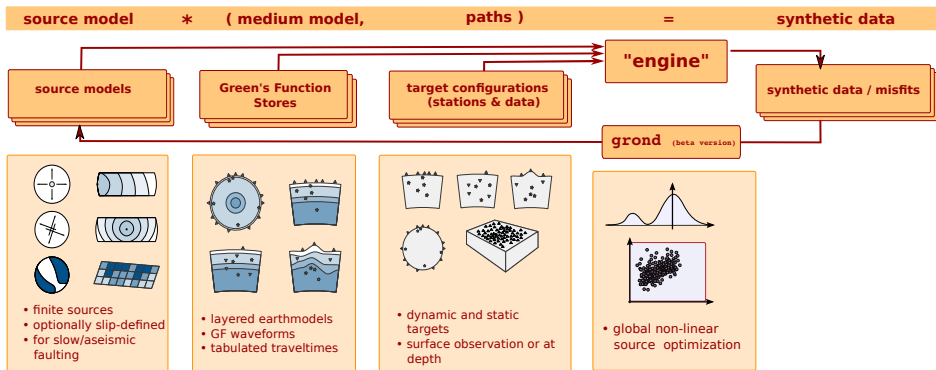 source model * ( medium model, paths ) = synthetic data
"engine"
source models
Green's Function
Stores
target configurations
(stations & data)
synthetic data / misfits
grond (beta version)
• finite sources
• optionally slip-defined
• for slow/aseismic
faulting
• layered earthmodels
• GF waveforms
• tabulated traveltimes
• dynamic and static
targets
• surface observation or at
depth
• global non-linear
source optimization